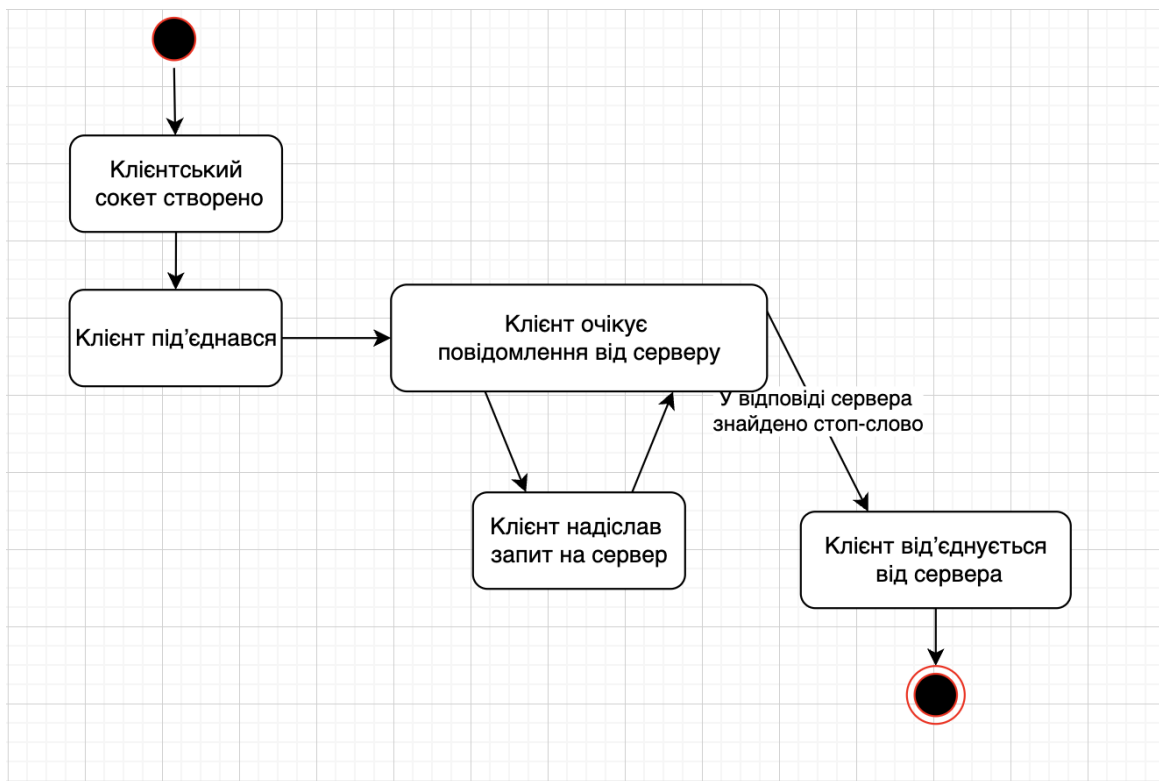 Клієнтський
сокет створено
Клієнт під’єднався
Клієнт очікує
повідомлення від серверу
У відповіді сервера
знайдено стоп-слово
Клієнт надіслав
запит на сервер
Клієнт від’єднується
від сервера